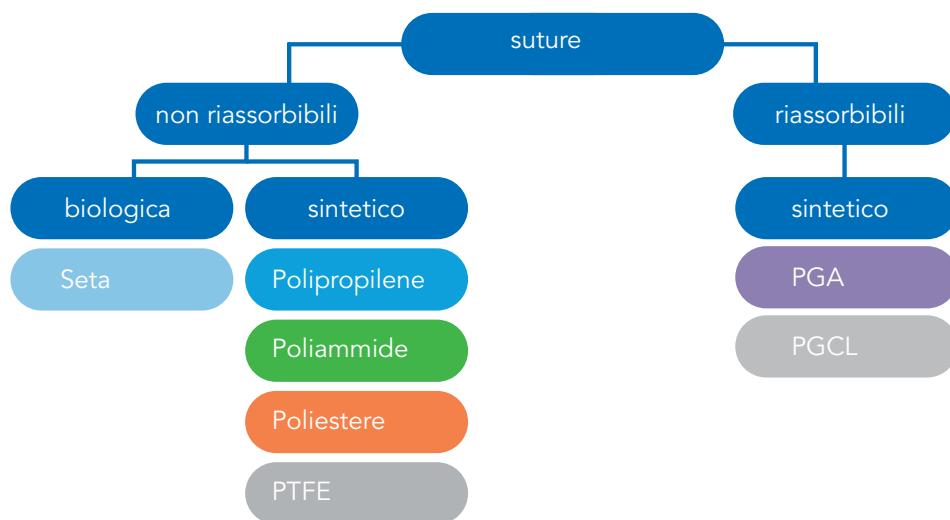 suture
non riassorbibili
riassorbibili
biologica
sintetico
sintetico
Seta
Polipropilene
PGA
Poliammide
PGCL
Poliestere
PTFE